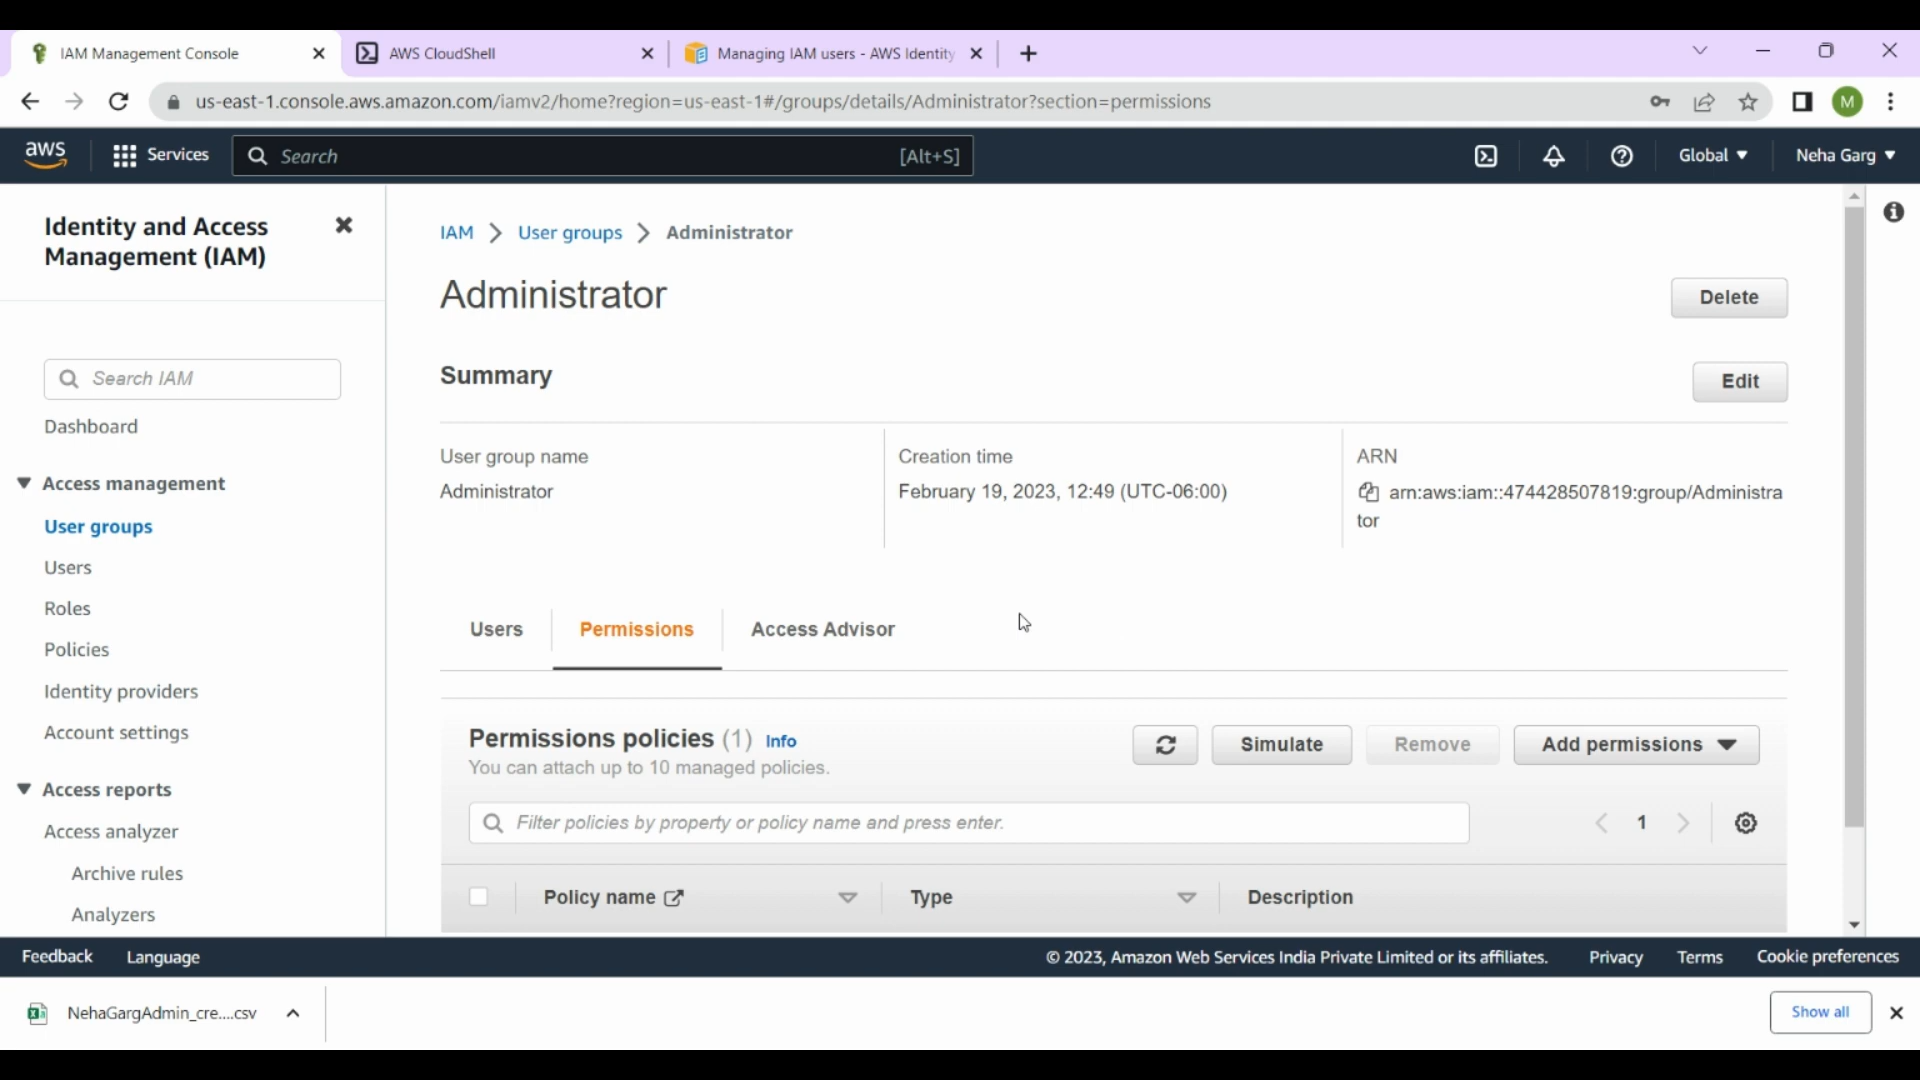 IAM Management Console
AWS CloudShell
Managing IAM users - AWS Identity
us-east-1.console.aws.amazon.com/iamv2/home?region=us-east-1#/groups/details/Administrator?section=permissions
M
aws
Services
Search
[Alt+S]
Global
Neha Garg
Identity and Access
Management (IAM)
Search IAM
Dashboard
Access management
User groups
Users
Roles
Policies
Identity providers
Account settings
Access reports
Access analyzer
Archive rules
Analyzers
IAM > User groups > Administrator
Administrator
Delete
Summary
Edit
User group name
Administrator
Creation time
February 19, 2023, 12:49 (UTC-06:00)
ARN
arn:aws:iam::474428507819:group/Administra
tor
Users
Permissions
Access Advisor
Permissions policies (1) Info
You can attach up to 10 managed policies.
Simulate
Remove
Add permissions
Filter policies by property or policy name and press enter.
1
Policy name
Type
Description
Feedback
Language
© 2023, Amazon Web Services India Private Limited or its affiliates.
Privacy
Terms
Cookie preferences
NehaGargAdmin_cre....csv
Show all